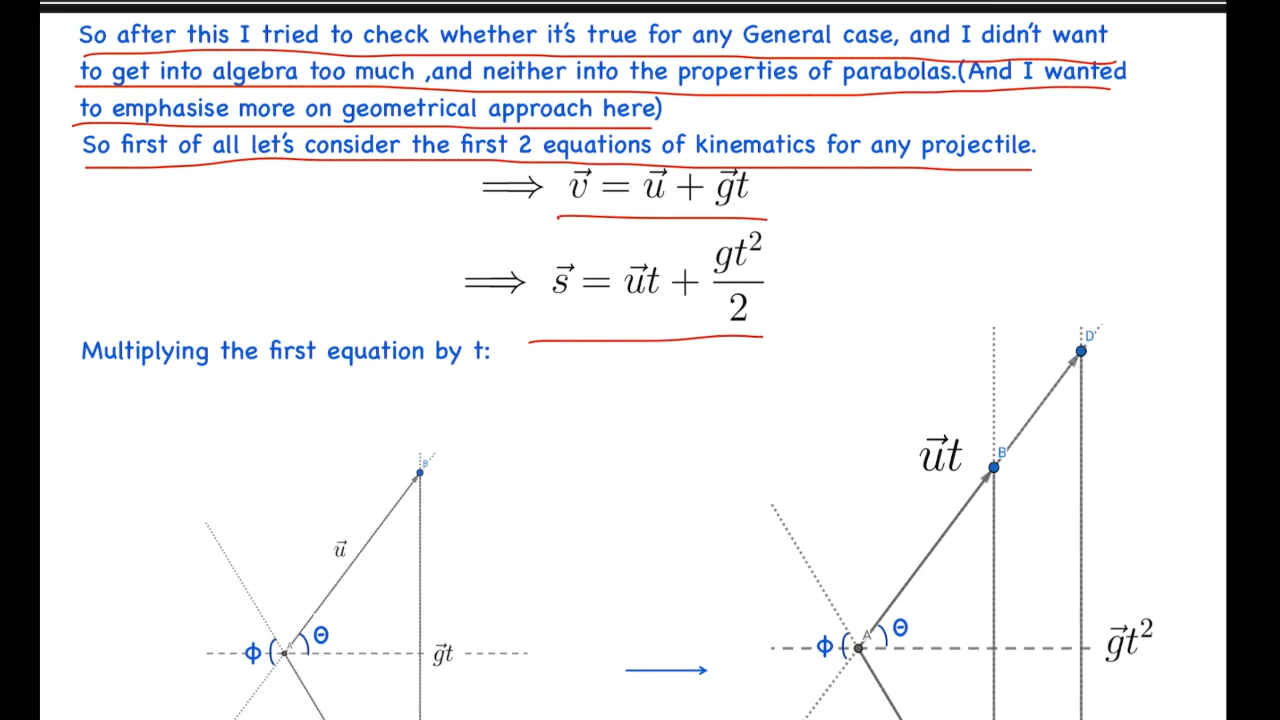 So after this I tried to check whether it's true for any General case, and I didn't want
to get into algebra too much ,and neither into the properties of parabolas.(And I wanted
to emphasise more on geometrical approach here)
So first of all let's consider the first 2 equations of kinematics for any projectile.
⟹ v⃗ = u⃗ + g⃗t
⟹ s⃗ = u⃗t + gt²/2
Multiplying the first equation by t:
D'
u⃗t
B'
B'
u⃗
Φ A Θ
g⃗t
Φ A Θ
g⃗t²